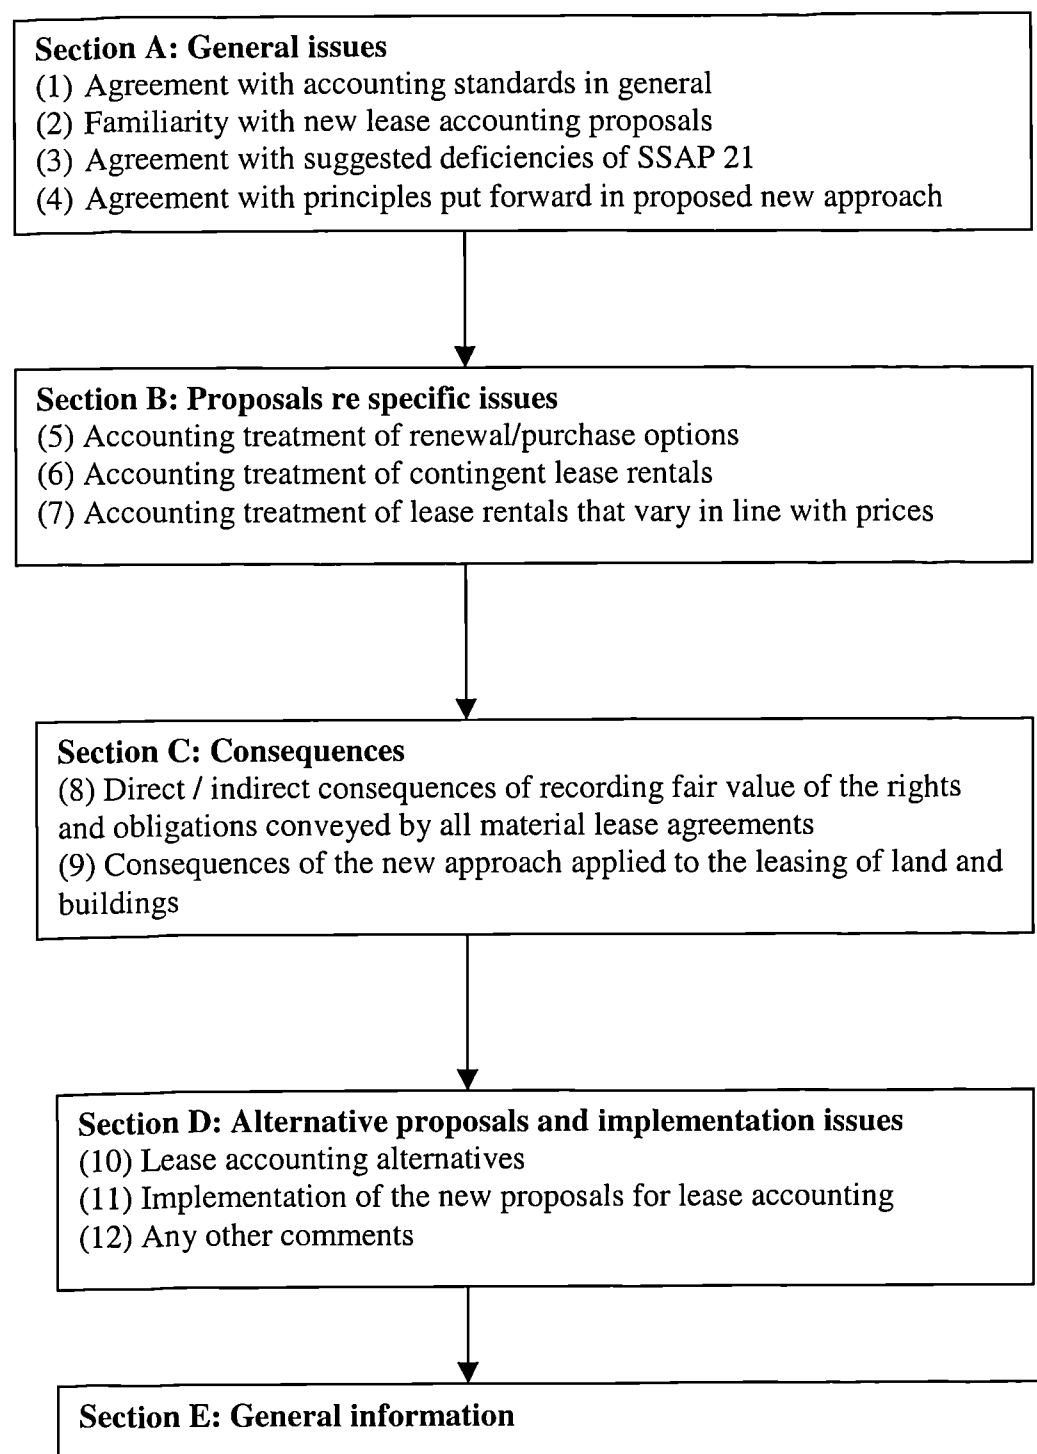 Section A: General issues
(1) Agreement with accounting standards in general
(2) Familiarity with new lease accounting proposals
(3) Agreement with suggested deficiencies of SSAP 21
(4) Agreement with principles put forward in proposed new approach
Section B: Proposals re specific issues
(5) Accounting treatment of renewal/purchase options
(6) Accounting treatment of contingent lease rentals
(7) Accounting treatment of lease rentals that vary in line with prices
Section C: Consequences
(8) Direct / indirect consequences of recording fair value of the rights
and obligations conveyed by all material lease agreements
(9) Consequences of the new approach applied to the leasing of land and
buildings
Section D: Alternative proposals and implementation issues
(10) Lease accounting alternatives
(11) Implementation of the new proposals for lease accounting
(12) Any other comments
Section E: General information